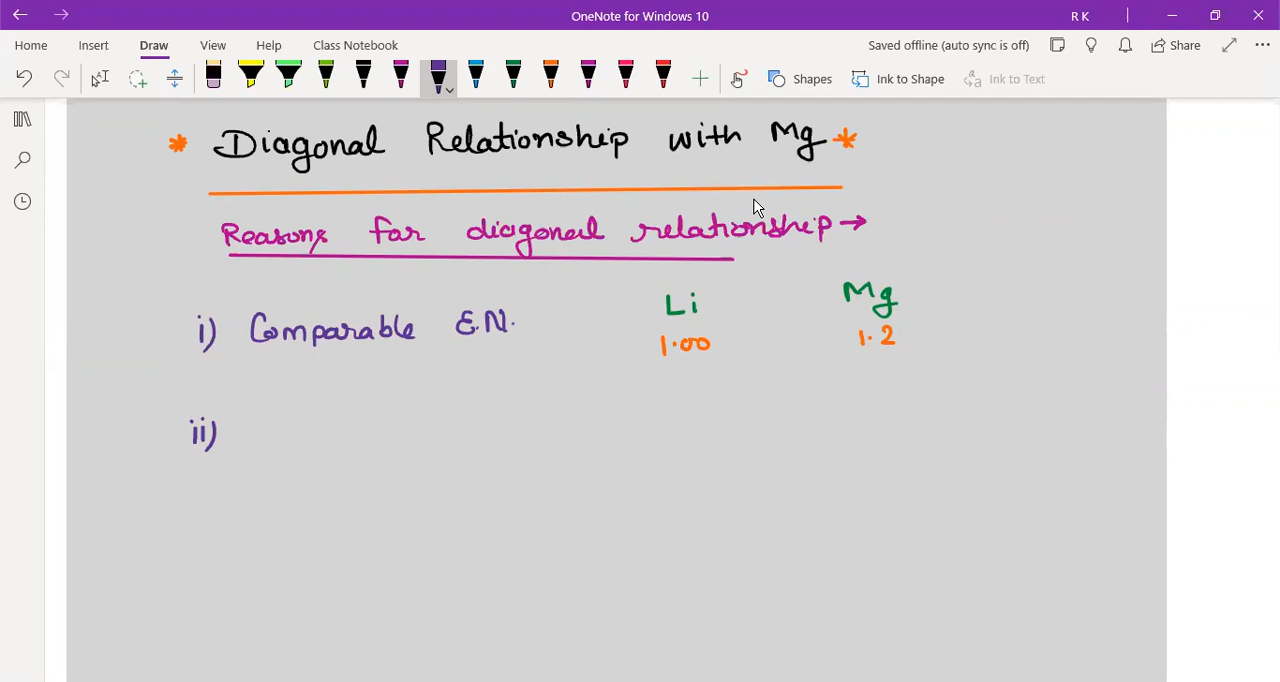 OneNote for Windows 10
R K
Home Insert Draw View Help Class Notebook
Saved offline (auto sync is off)
Share
Shapes
Ink to Shape
Ink to Text
* Diagonal Relationship with Mg *
Reasons for diagonal relationship →
Li Mg
i) Comparable E.N. 1.00 1.2
ii)